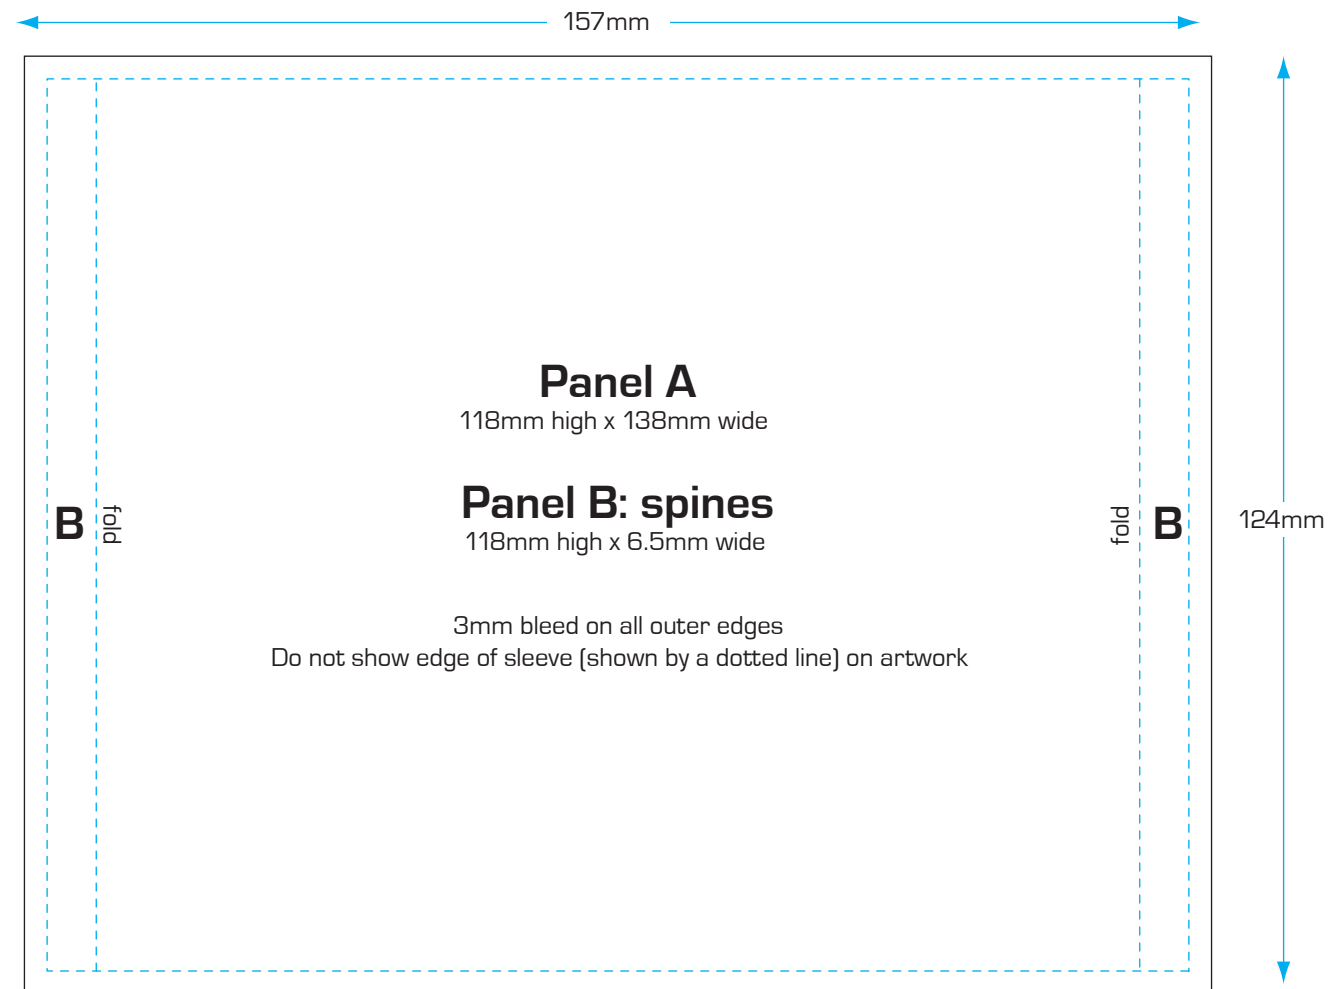 157mm
Panel A
118mm high x 138mm wide
Panel B: spines
118mm high x 6.5mm wide
B
fold
fold
B
124mm
3mm bleed on all outer edges
Do not show edge of sleeve (shown by a dotted line) on artwork